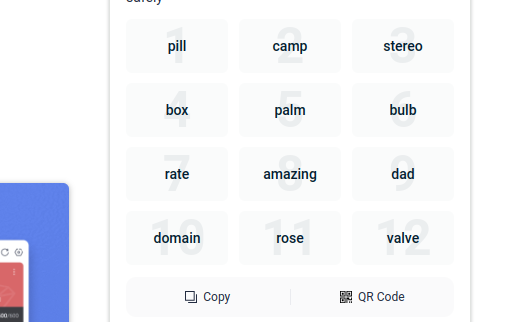 pill camp stereo
1 2 3
box palm bulb
4 5 6
rate amazing dad
7 8 9
domain rose valve
10 11 12
Copy QR Code